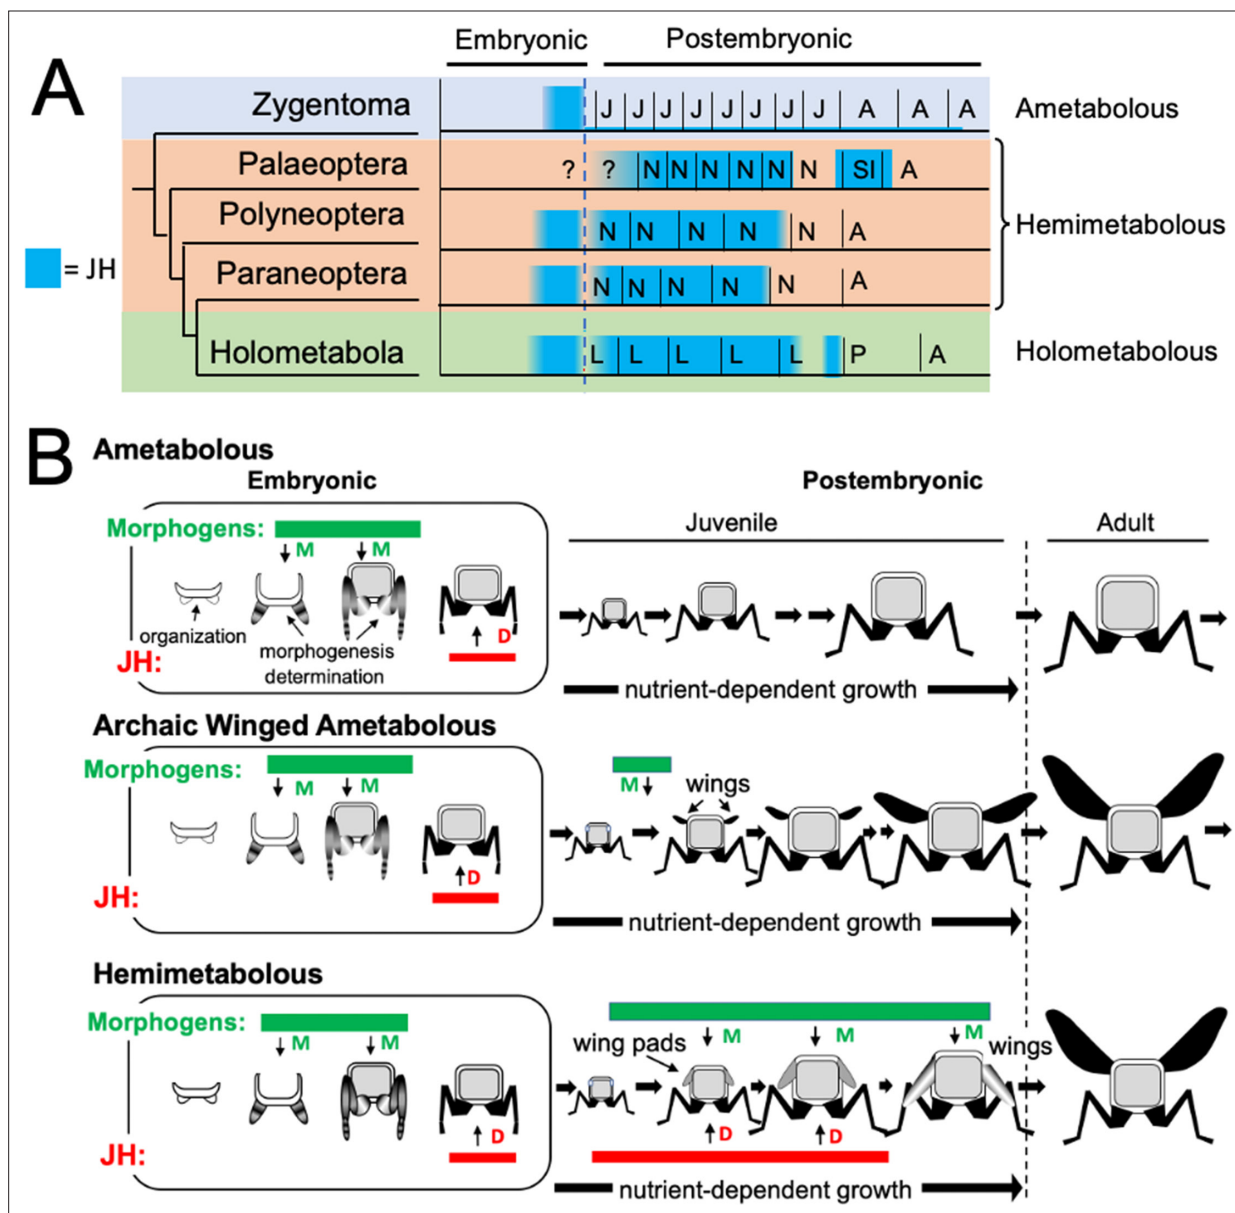 A
Embryonic
Postembryonic
Zygentoma
J J J J J J J J A A A
Ametabolous
Palaeoptera
? ? N N N N N N SI A
Polyneoptera
N N N N N A
Hemimetabolous
= JH
Paraneoptera
N N N N N A
Holometabola
L L L L L P A
Holometabolous
B
Ametabolous
Embryonic
Postembryonic
Morphogens:
Juvenile
Adult
M M
organization
morphogenesis
determination
D
JH:
nutrient-dependent growth
Archaic Winged Ametabolous
Morphogens:
M M
M
wings
D
JH:
nutrient-dependent growth
Hemimetabolous
Morphogens:
M M
M M M
wing pads
wings
D
D D
JH:
nutrient-dependent growth